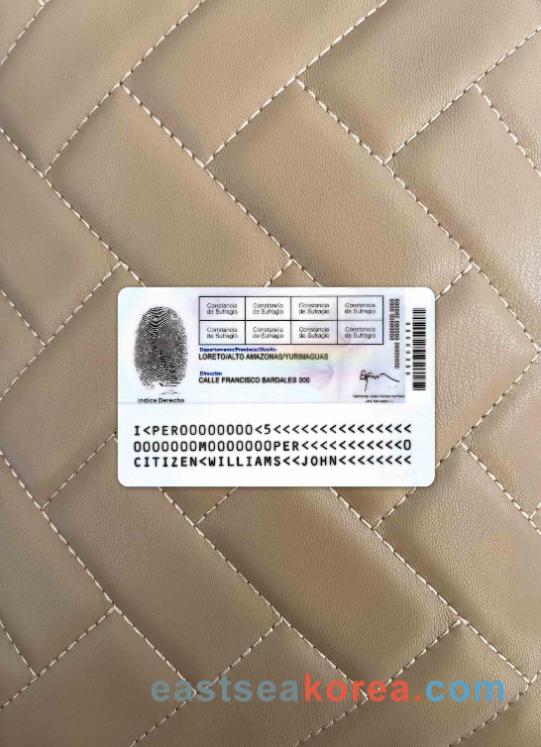 Constancia de Sufragio Constancia de Sufragio Constancia de Sufragio Constancia de Sufragio
Constancia de Sufragio Constancia de Sufragio Constancia de Sufragio Constancia de Sufragio
Departamento/Provincia/Distrito
LORETO/ALTO AMAZONAS/YURIMAGUAS
Dirección
CALLE FRANCISCO BARDALES 000
Indice Derecho
I<PER00000000<5<<<<<<<<<<<<<<<
0000000M0000000PER<<<<<<<<<<<0
CITIZEN<WILLIAMS<<JOHN<<<<<<<<
eastseakorea.com